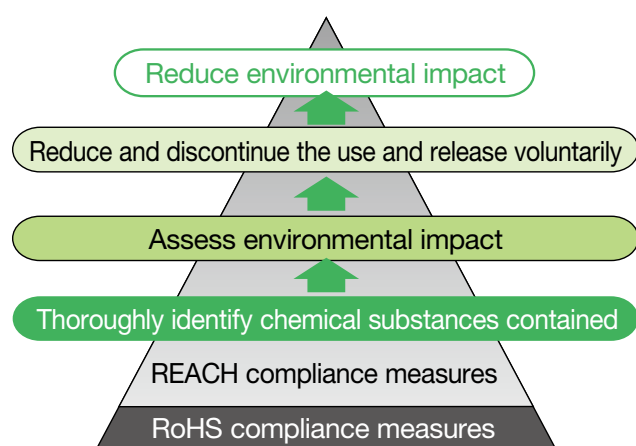 Reduce environmental impact
Reduce and discontinue the use and release voluntarily
Assess environmental impact
Thoroughly identify chemical substances contained
REACH compliance measures
RoHS compliance measures